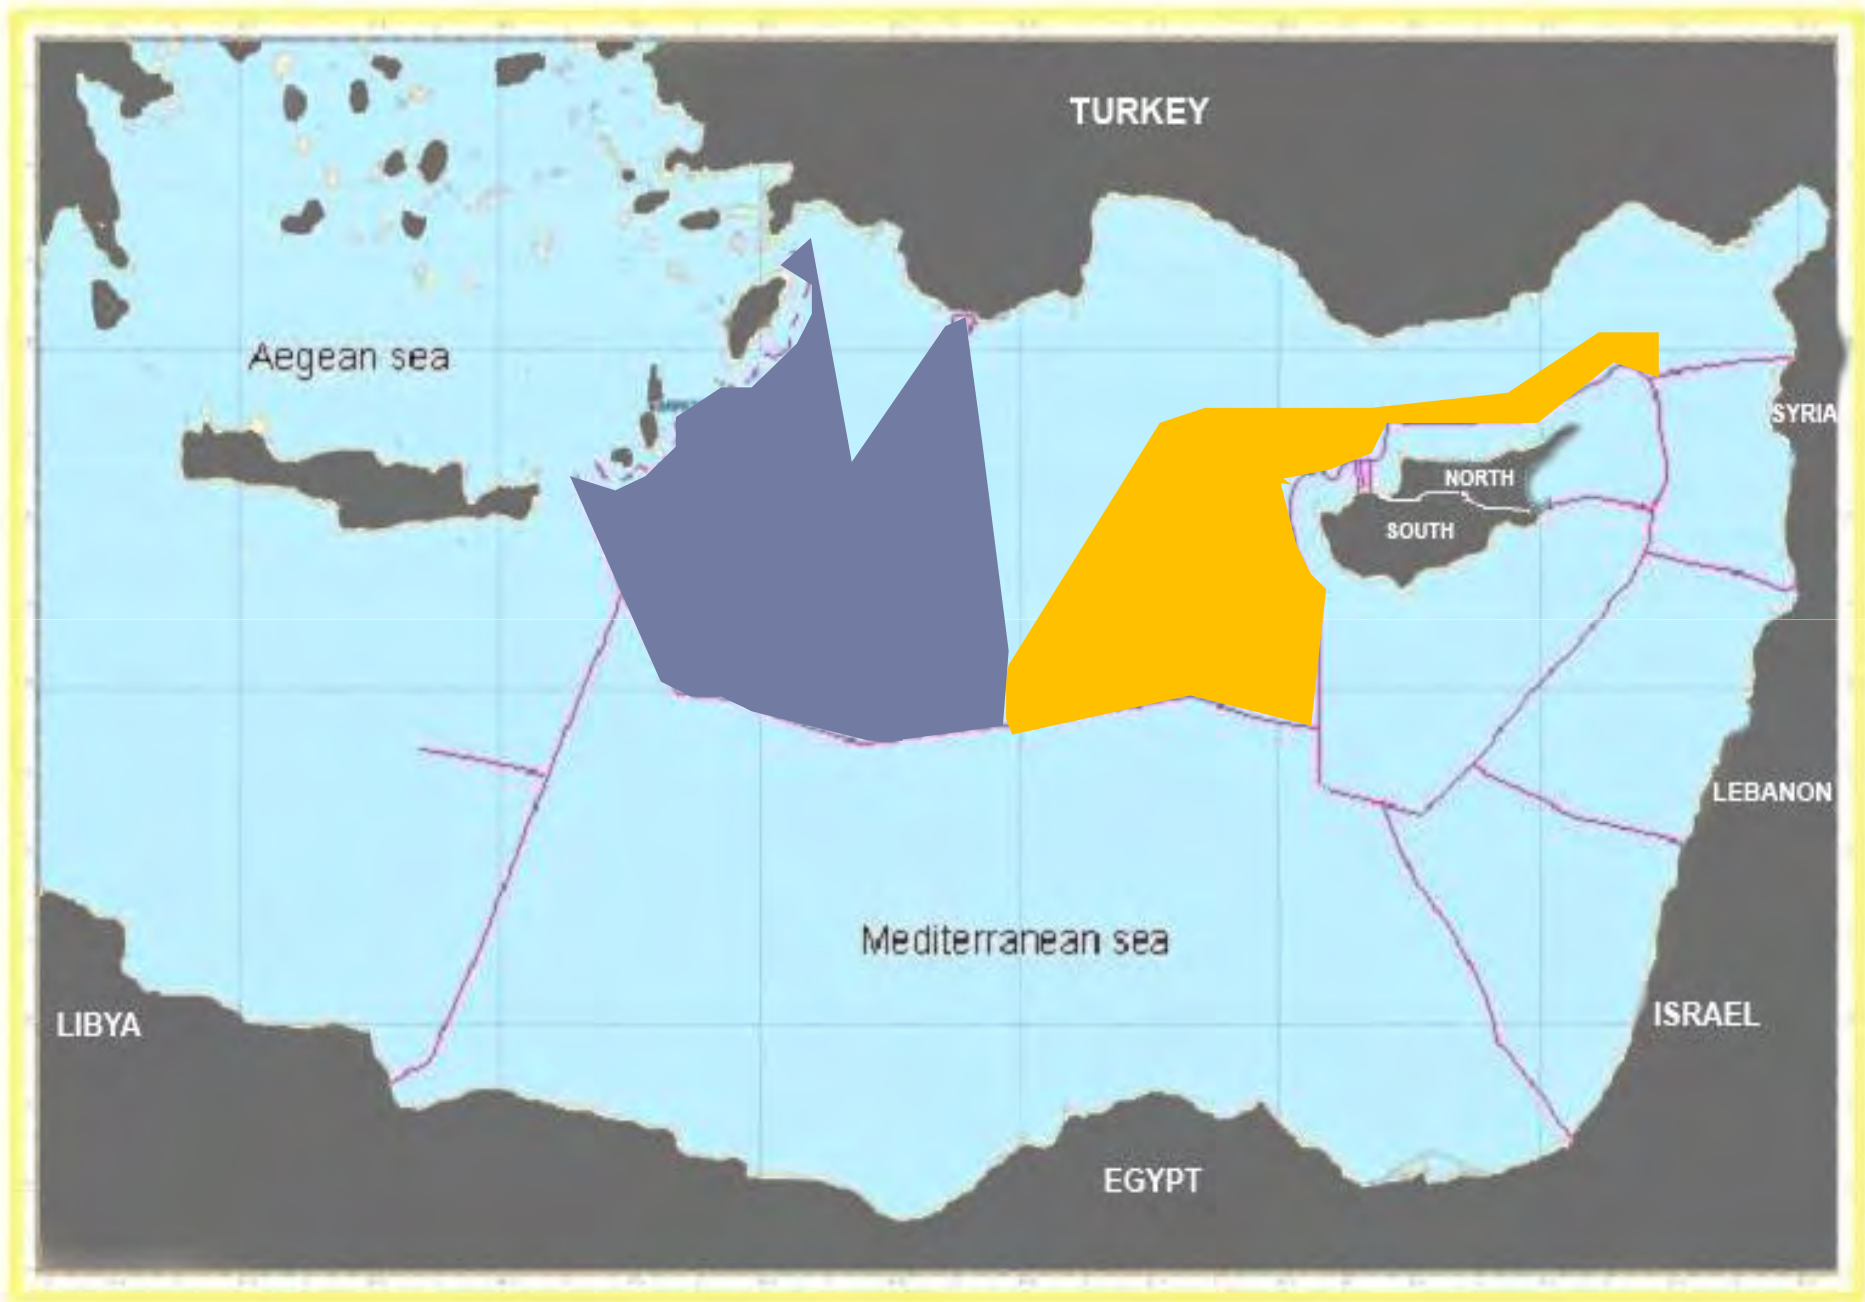 TURKEY
Aegean sea
SYRIA
NORTH
SOUTH
LEBANON
Mediterranean sea
ISRAEL
LIBYA
EGYPT